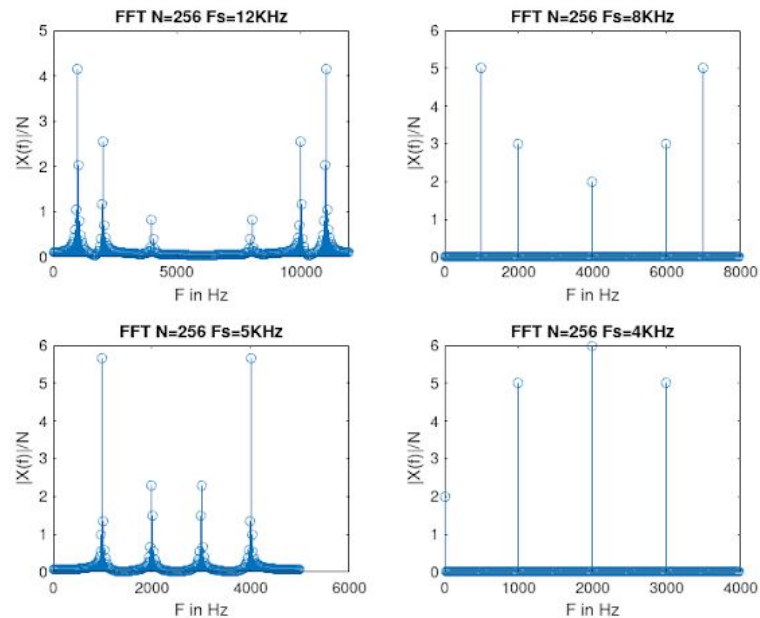 FFT N=256 Fs=12KHz
5
4
3
2
1
0
|X(f)|/N
0 5000 10000
F in Hz
FFT N=256 Fs=8KHz
6
5
4
3
2
1
0
|X(f)|/N
0 2000 4000 6000 8000
F in Hz
FFT N=256 Fs=5KHz
6
5
4
3
2
1
0
|X(f)|/N
0 2000 4000 6000
F in Hz
FFT N=256 Fs=4KHz
6
5
4
3
2
1
0
|X(f)|/N
0 1000 2000 3000 4000
F in Hz